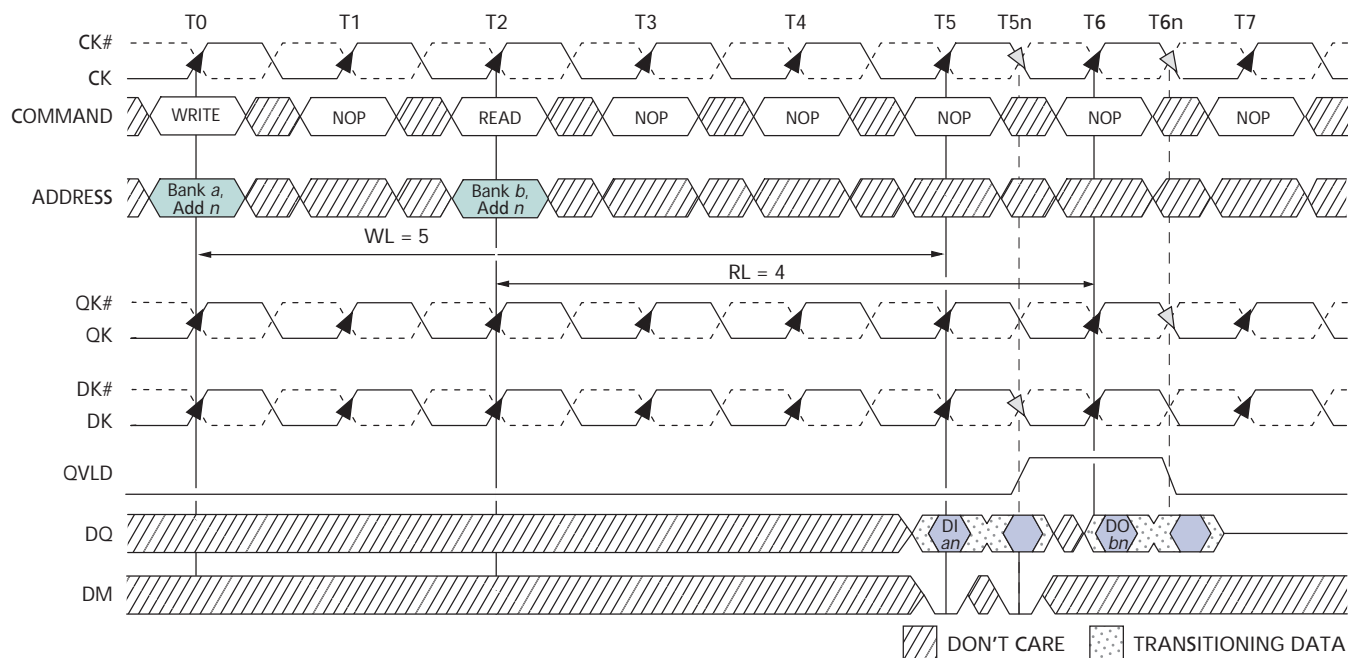 T0 T1 T2 T3 T4 T5 T5n T6 T6n T7
CK#
CK
COMMAND WRITE NOP READ NOP NOP NOP NOP NOP
ADDRESS Bank a, Add n Bank b, Add n
WL = 5
RL = 4
QK#
QK
DK#
DK
QVLD
DQ DI an DO bn
DM
DON'T CARE TRANSITIONING DATA